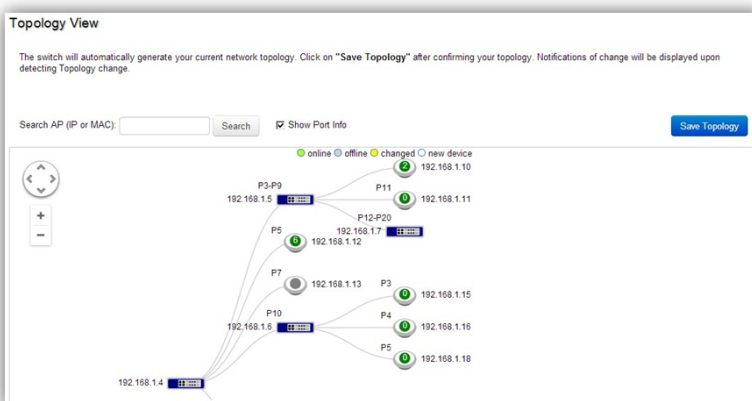 Topology View
The switch will automatically generate your current network topology. Click on "Save Topology" after confirming your topology. Notifications of change will be displayed upon
detecting Topology change.
Search AP (IP or MAC):
Search
Show Port Info
Save Topology
online offline changed new device
2 192.168.1.10
P3-P9
192.168.1.5
P11
0 192.168.1.11
P12-P20
192.168.1.7
P5
6 192.168.1.12
P7
192.168.1.13
P3
0 192.168.1.15
P10
192.168.1.6
P4
0 192.168.1.16
P5
0 192.168.1.18
192.168.1.4
+
-